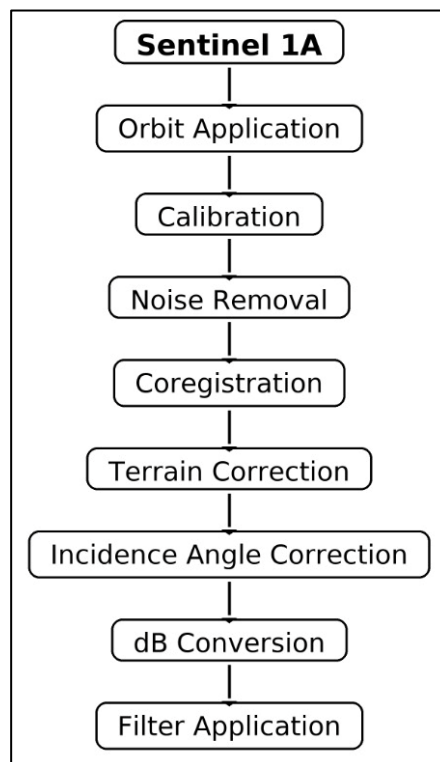 Sentinel 1A
Orbit Application
Calibration
Noise Removal
Coregistration
Terrain Correction
Incidence Angle Correction
dB Conversion
Filter Application